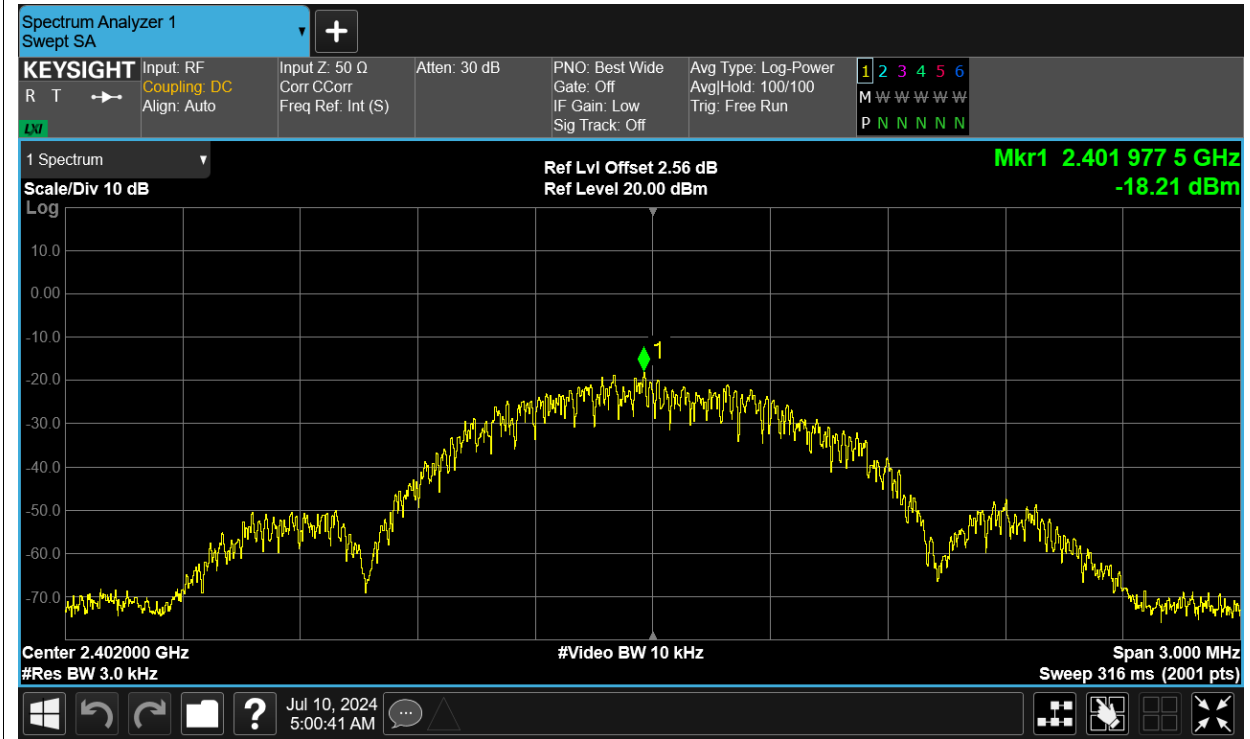 Spectrum Analyzer 1
Swept SA
KEYSIGHT
R T
LXI
Input: RF
Coupling: DC
Align: Auto
Input Z: 50 Ω
Corr CCorr
Freq Ref: Int (S)
Atten: 30 dB
PNO: Best Wide
Gate: Off
IF Gain: Low
Sig Track: Off
Avg Type: Log-Power
Avg|Hold: 100/100
Trig: Free Run
1 2 3 4 5 6
M W W W W W
P N N N N N
1 Spectrum
Scale/Div 10 dB
Log
Ref Lvl Offset 2.56 dB
Ref Level 20.00 dBm
Mkr1 2.401 977 5 GHz
-18.21 dBm
10.0
0.00
-10.0
1
-20.0
-30.0
-40.0
-50.0
-60.0
-70.0
Center 2.402000 GHz
#Video BW 10 kHz
Span 3.000 MHz
#Res BW 3.0 kHz
Sweep 316 ms (2001 pts)
?
Jul 10, 2024
5:00:41 AM